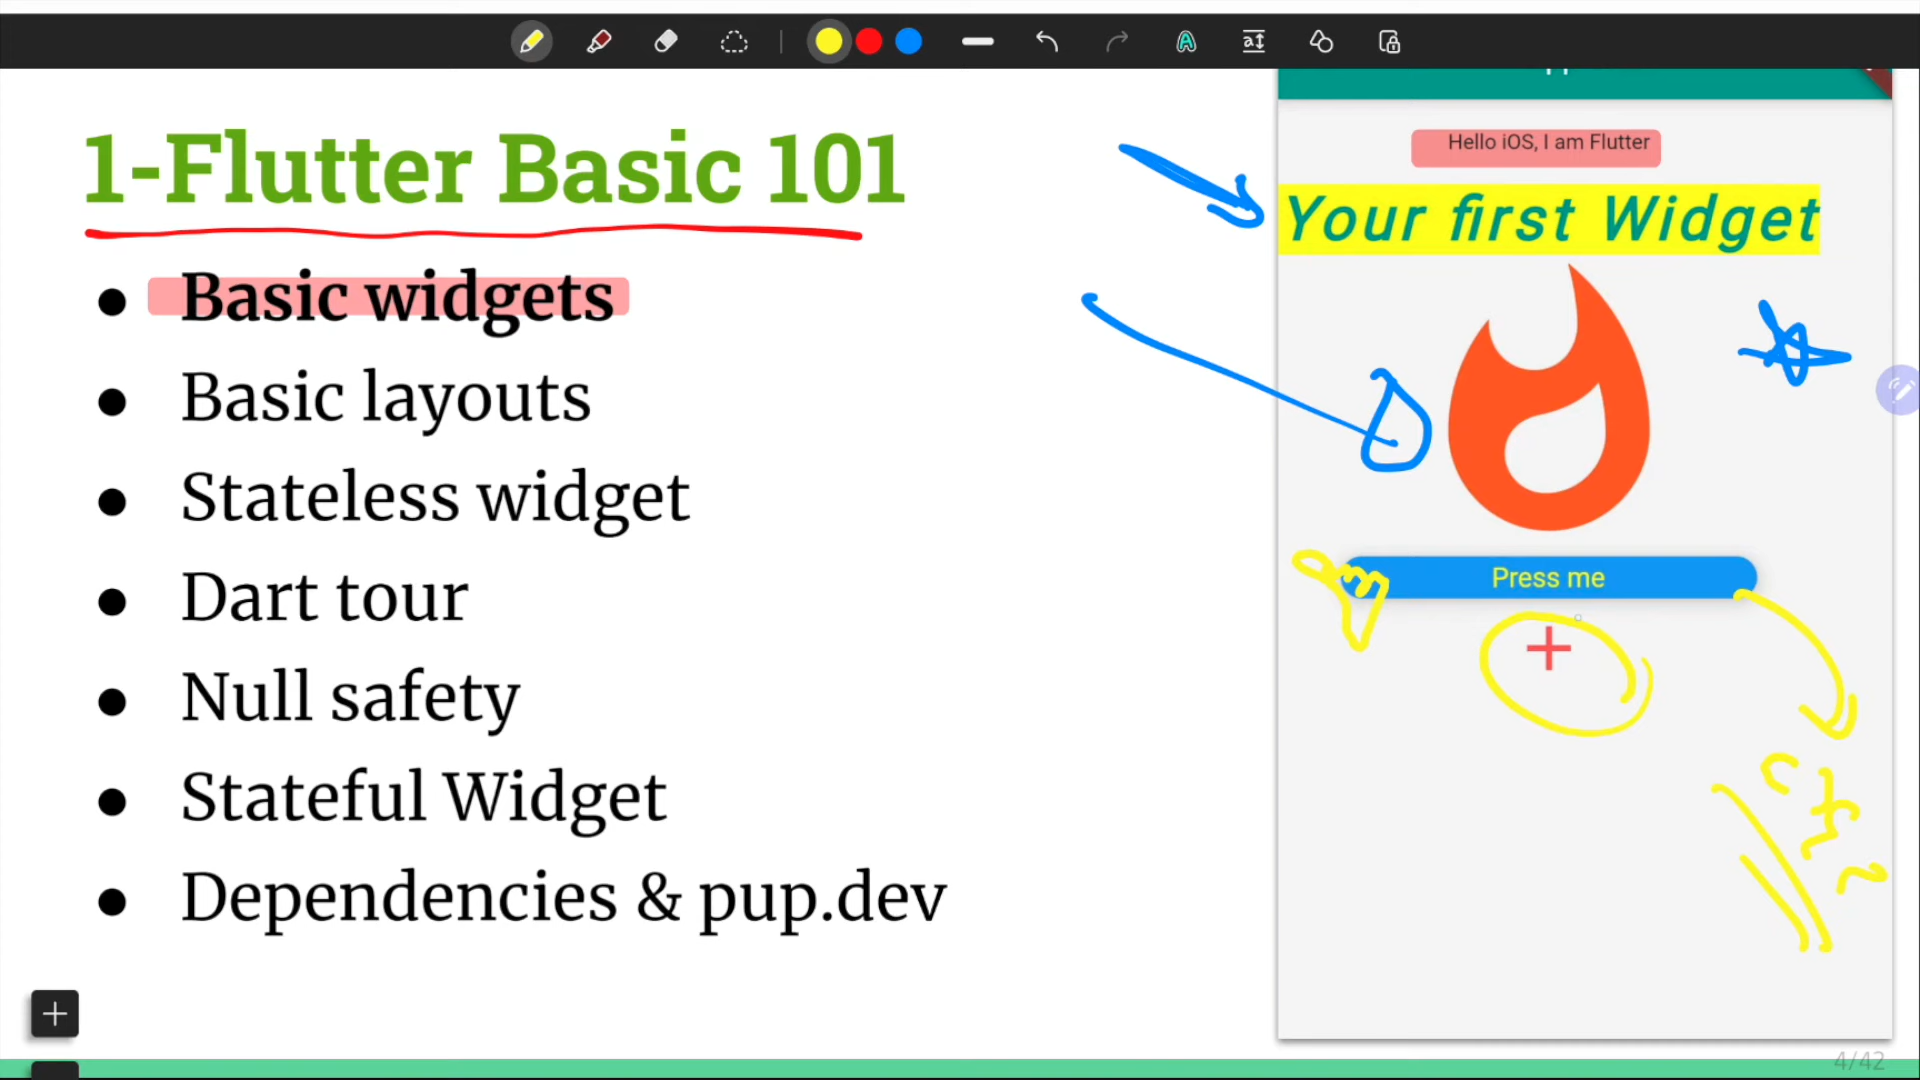 1-Flutter Basic 101
Basic widgets
Basic layouts
Stateless widget
Dart tour
Null safety
Stateful Widget
Dependencies & pup.dev
Hello iOS, I am Flutter
Your first Widget
Press me
4/42